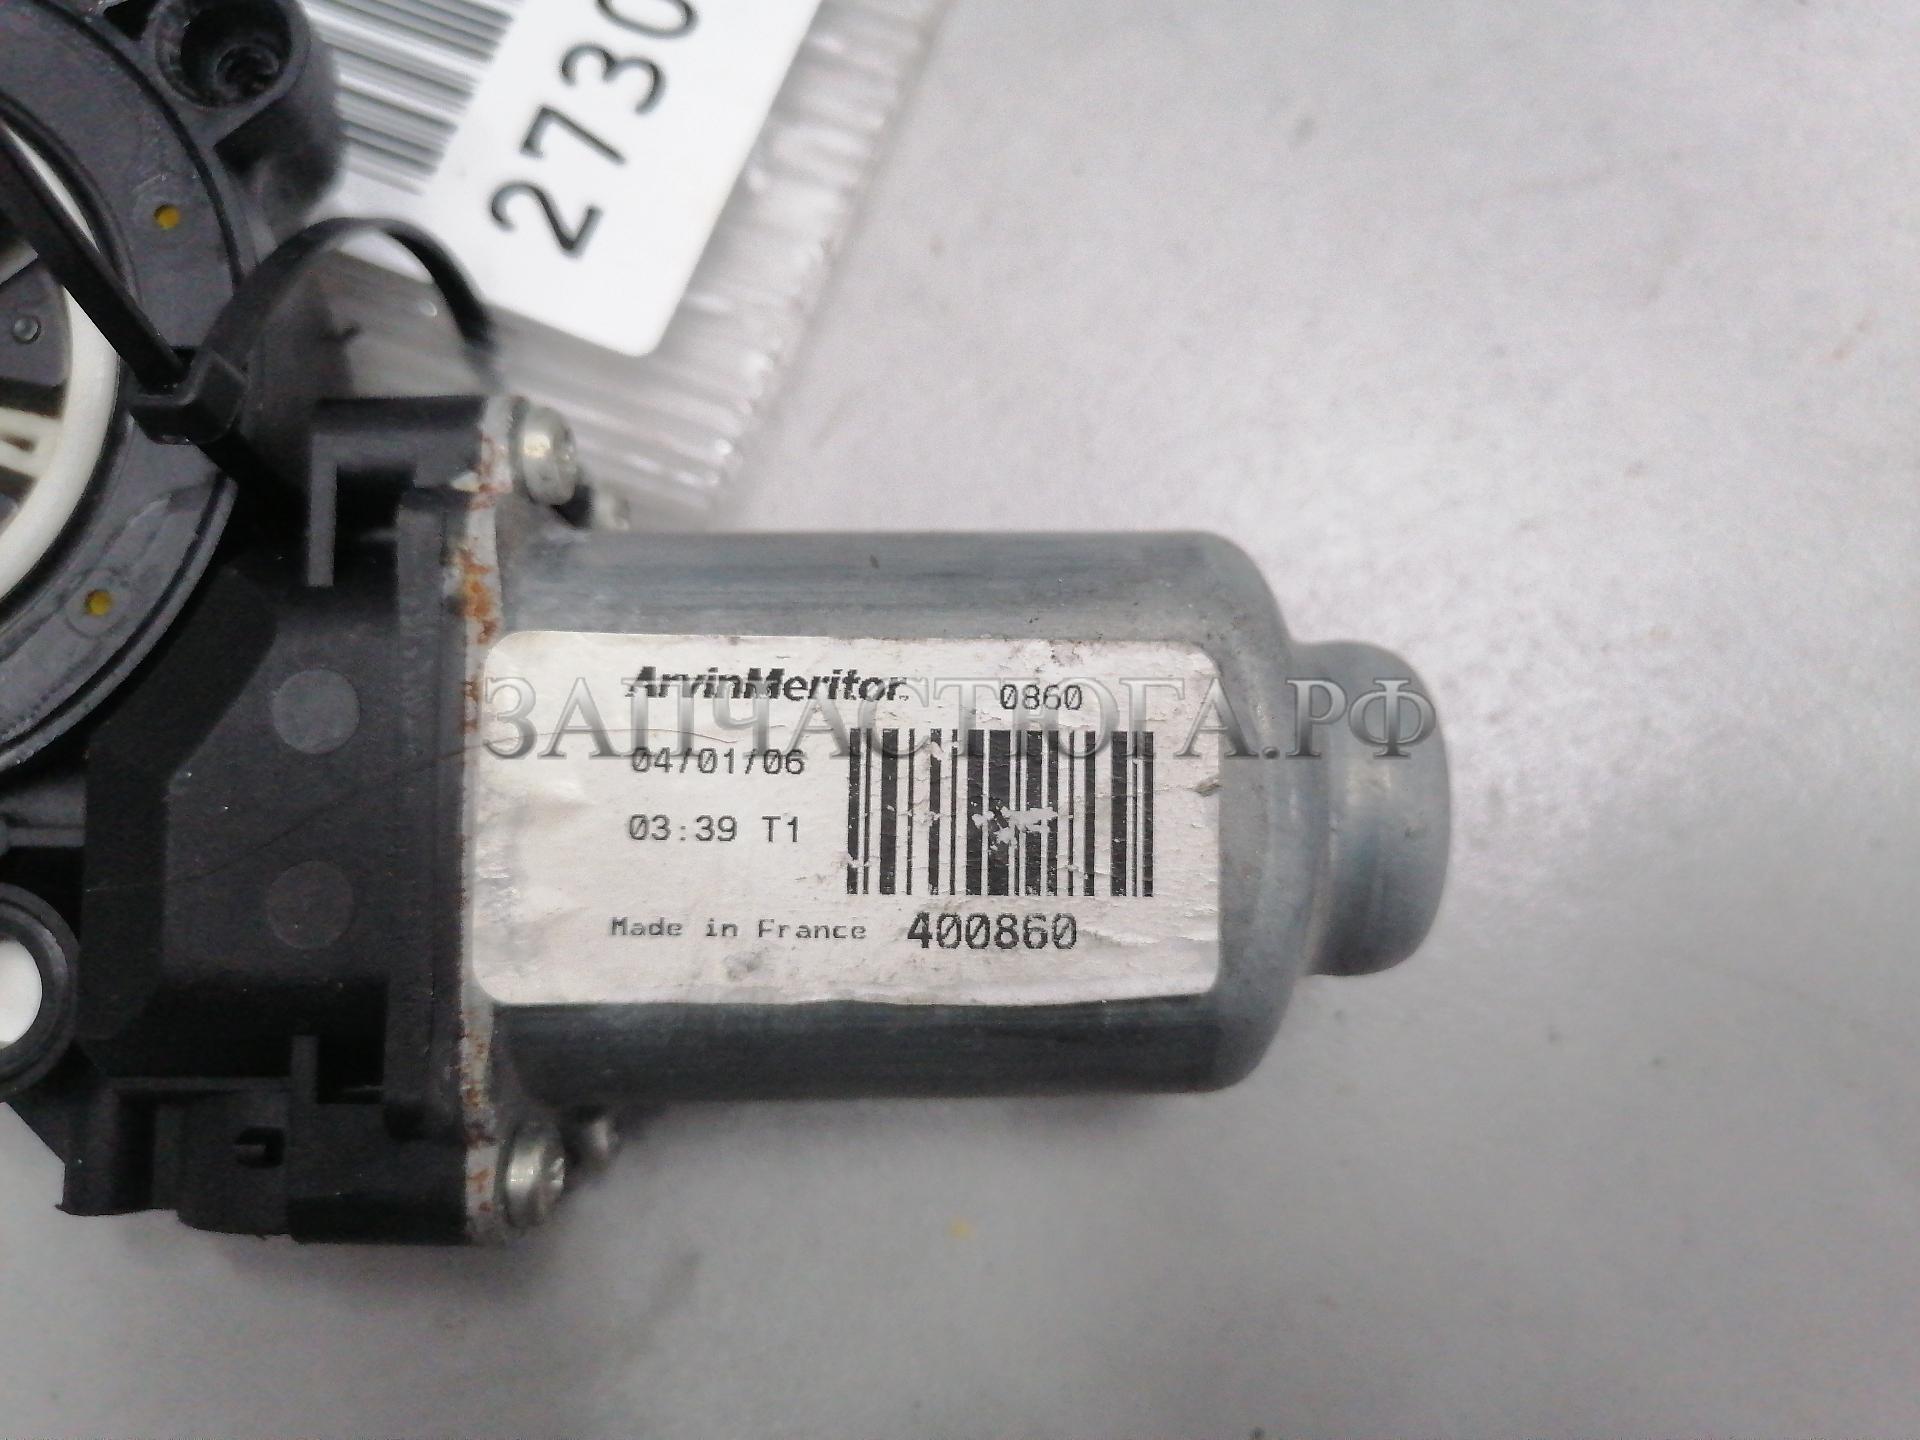 2730
ArvinMeritor 0860
ЗАПЧАСТЮГА.РФ
04/01/06
03:39 T1
Made in France 400860